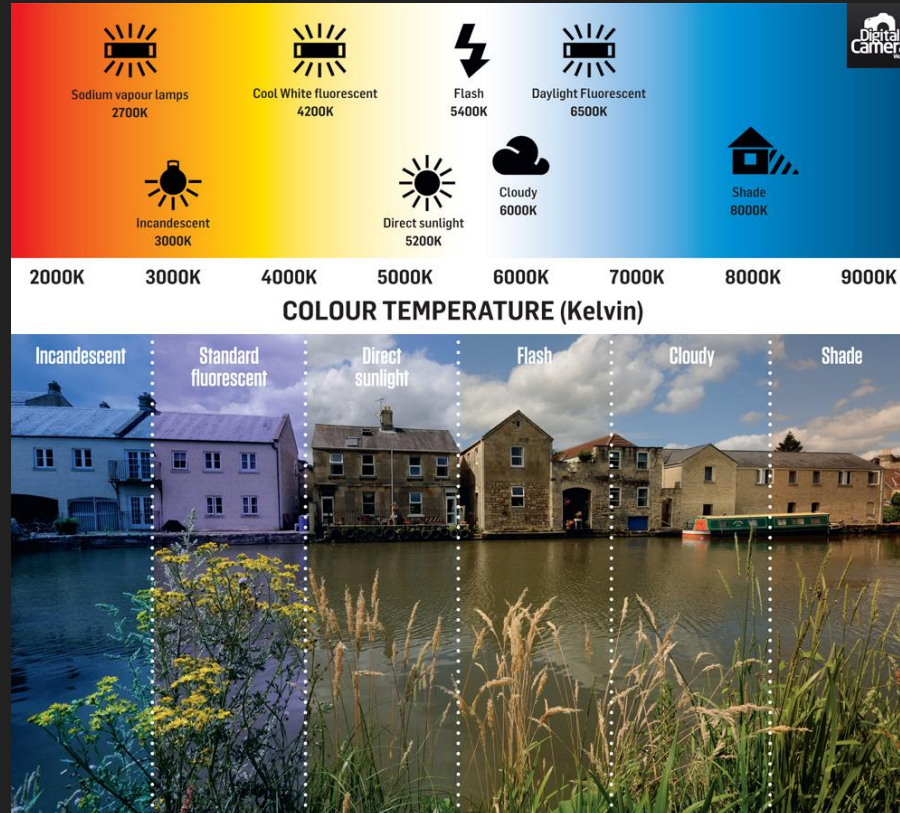 Digital
Camera
Sodium vapour lamps
2700K
Cool White fluorescent
4200K
Flash
5400K
Daylight Fluorescent
6500K
Incandescent
3000K
Direct sunlight
5200K
Cloudy
6000K
Shade
8000K
2000K 3000K 4000K 5000K 6000K 7000K 8000K 9000K
COLOUR TEMPERATURE (Kelvin)
Incandescent
Standard
fluorescent
Direct
sunlight
Flash
Cloudy
Shade